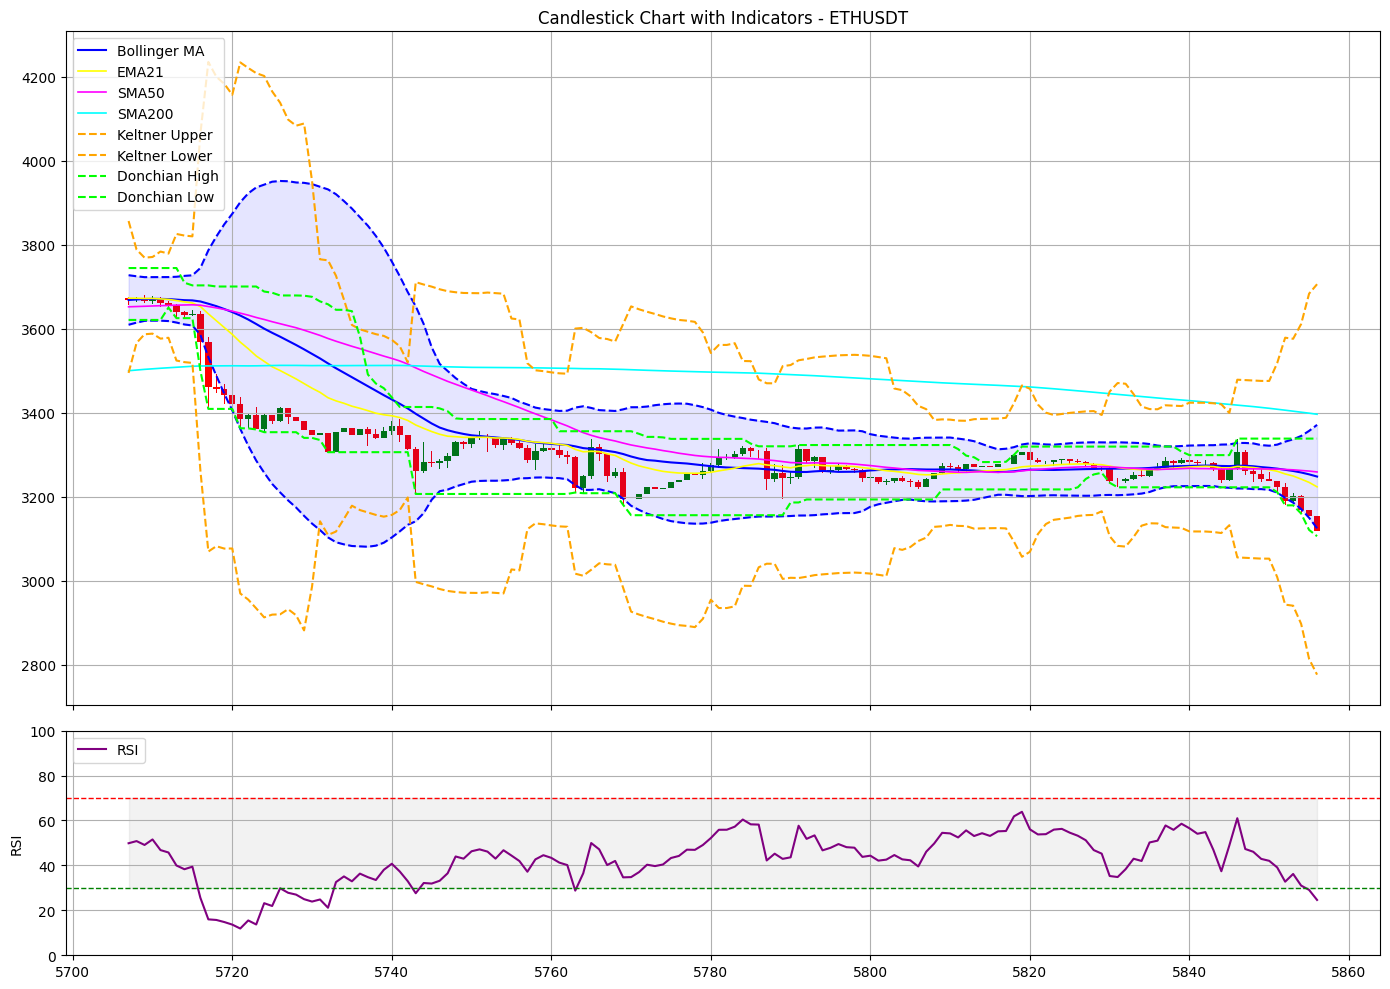 Candlestick Chart with Indicators - ETHUSDT
Bollinger MA
EMA21
SMA50
SMA200
Keltner Upper
Keltner Lower
Donchian High
Donchian Low
4200
4000
3800
3600
3400
3200
3000
2800
RSI
100
80
60
40
20
0
RSI
5700 5720 5740 5760 5780 5800 5820 5840 5860